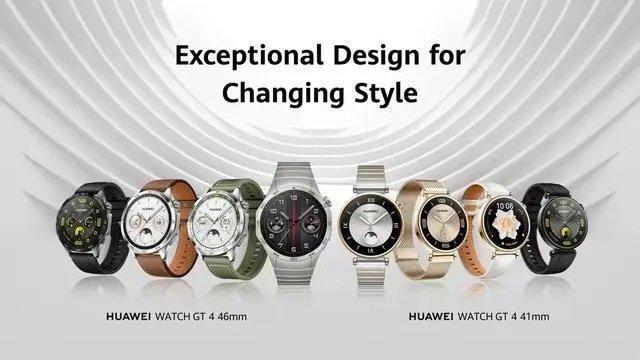 Exceptional Design for
Changing Style
HUAWEI WATCH GT 4 46mm
HUAWEI WATCH GT 4 41mm